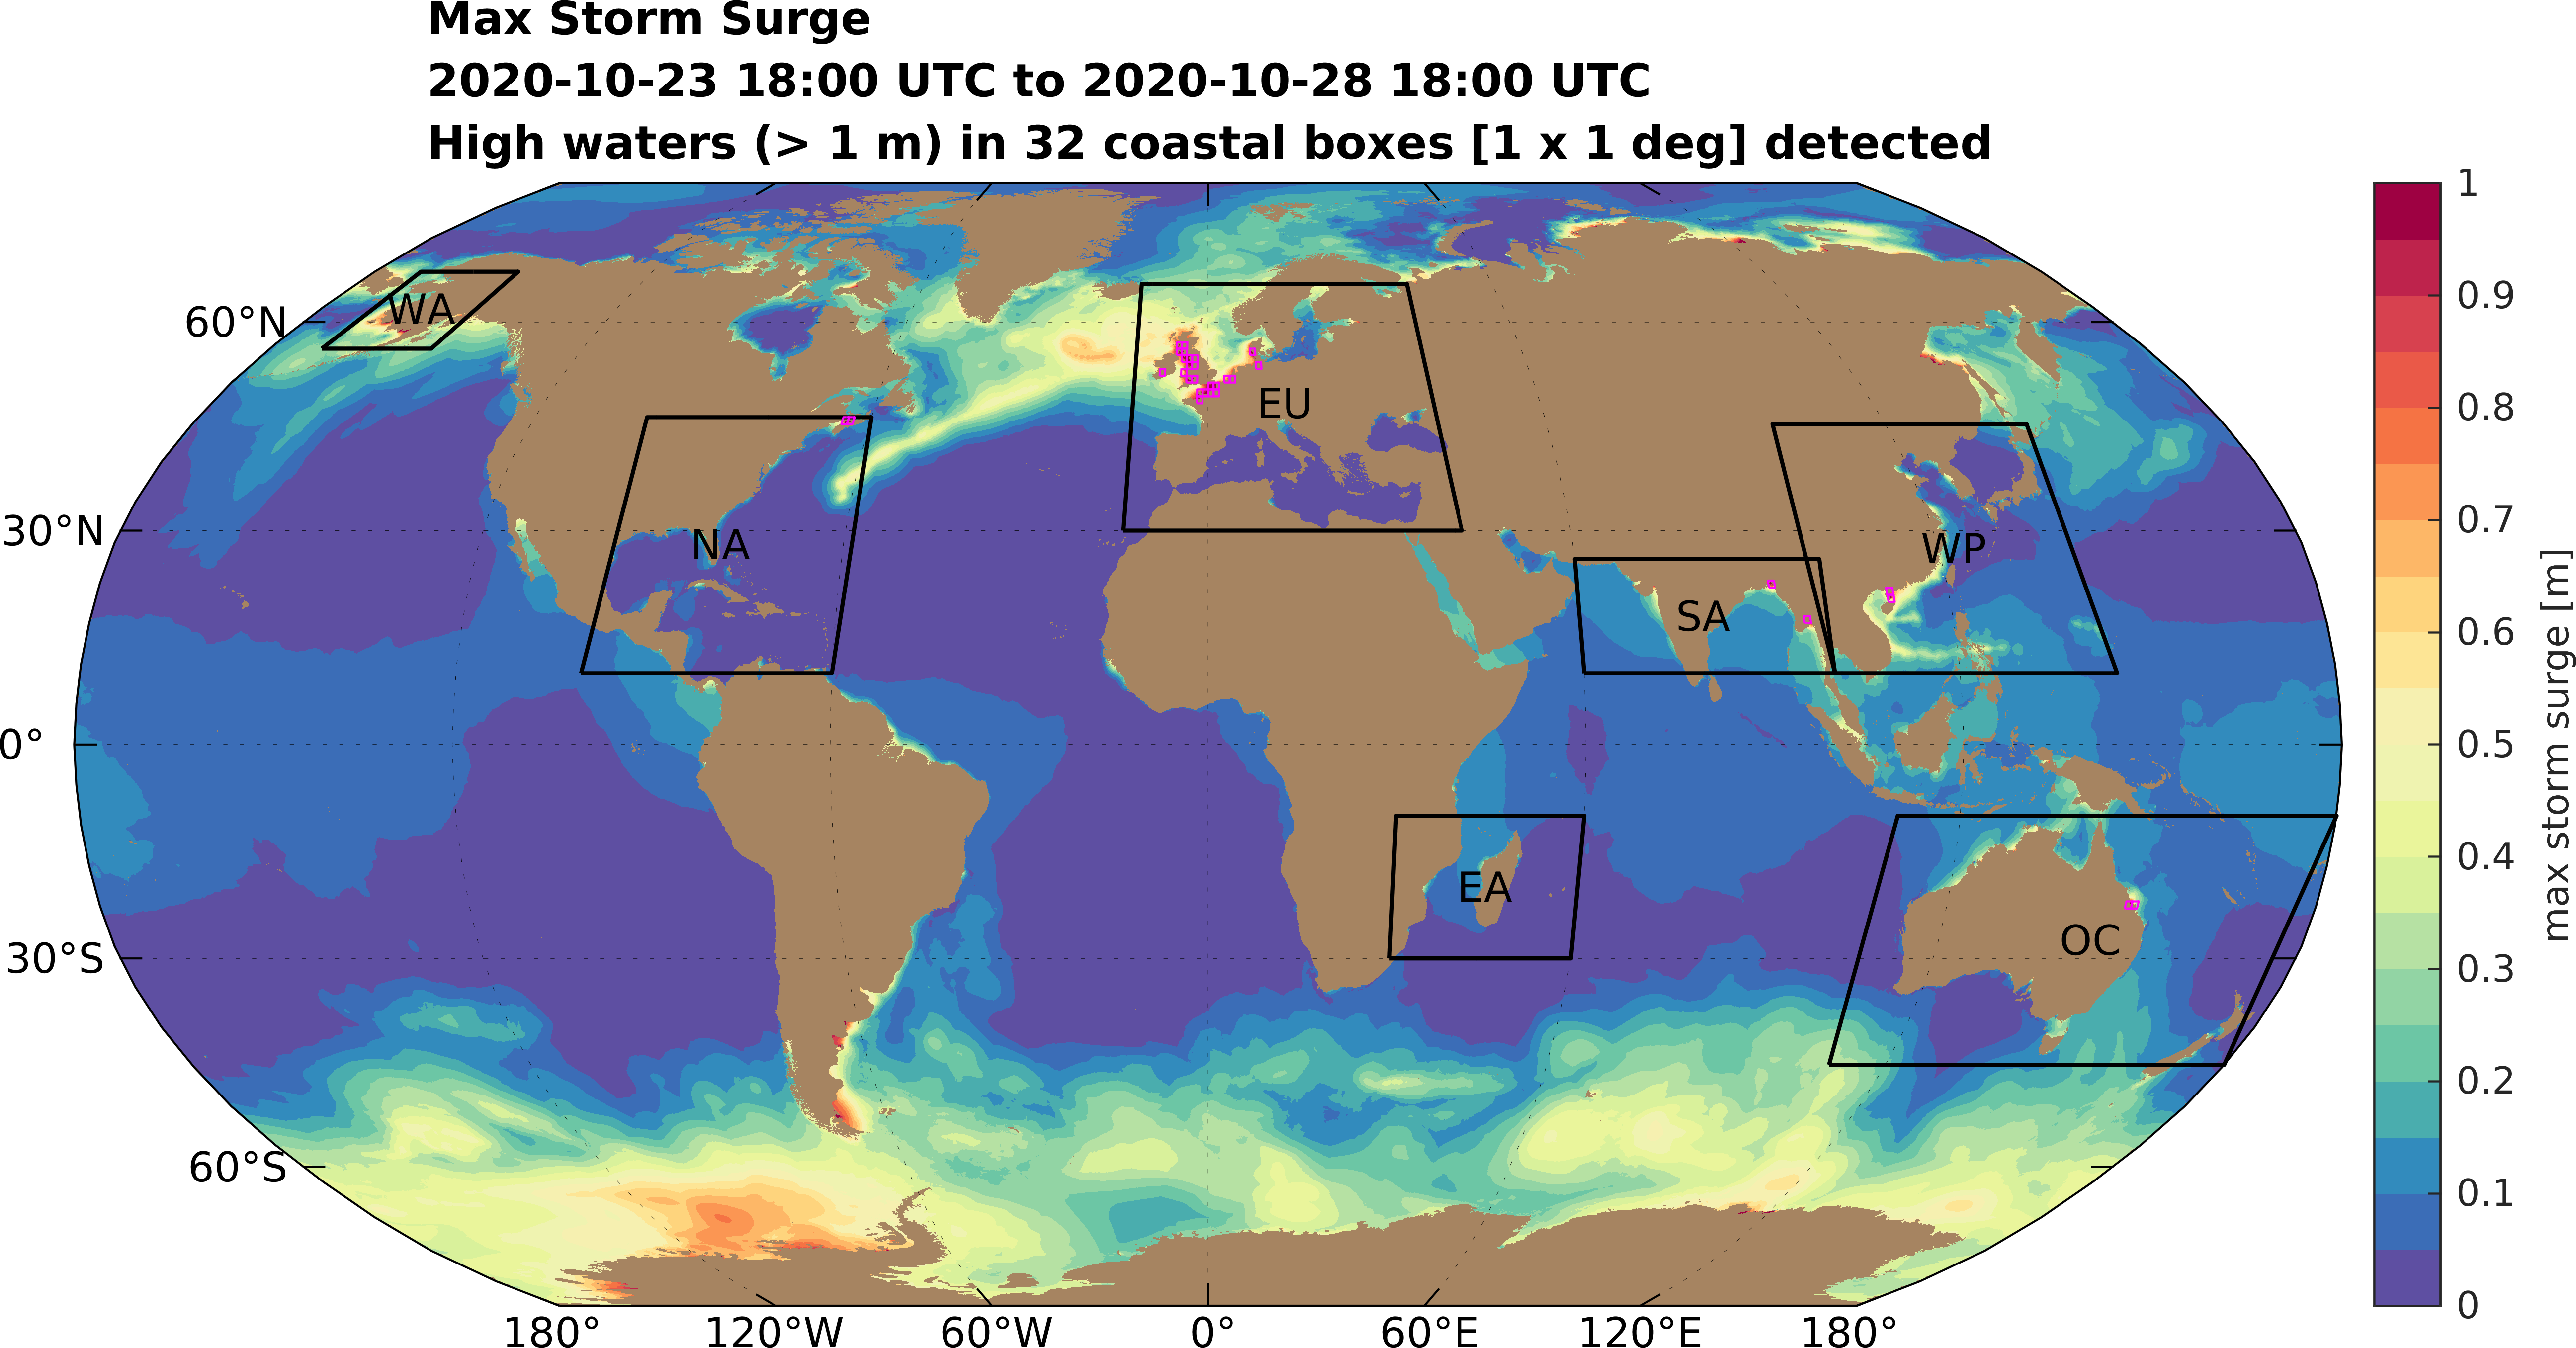 Max Storm Surge
2020-10-23 18:00 UTC to 2020-10-28 18:00 UTC
High waters (> 1 m) in 32 coastal boxes [1 x 1 deg] detected
60°N
30°N
0°
30°S
60°S
WA
NA
EU
SA
WP
EA
OC
180°
120°W
60°W
0°
60°E
120°E
180°
1
0.9
0.8
0.7
0.6
0.5
0.4
0.3
0.2
0.1
0
max storm surge [m]